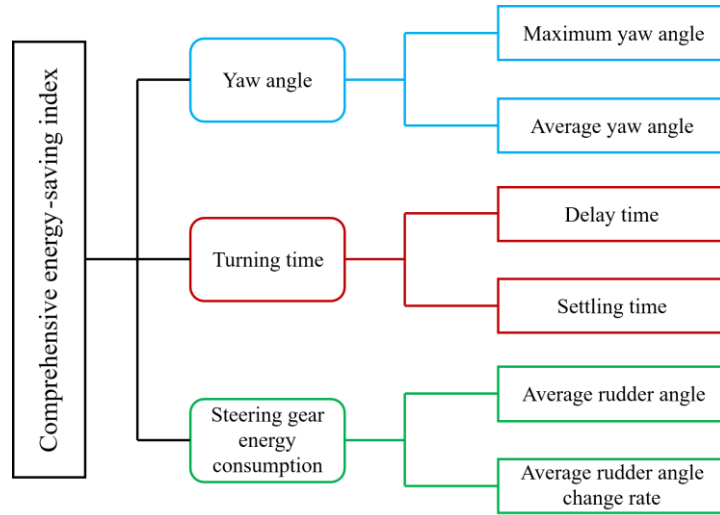 Comprehensive energy-saving index
Yaw angle
Maximum yaw angle
Average yaw angle
Turning time
Delay time
Settling time
Steering gear
energy
consumption
Average rudder angle
Average rudder angle
change rate